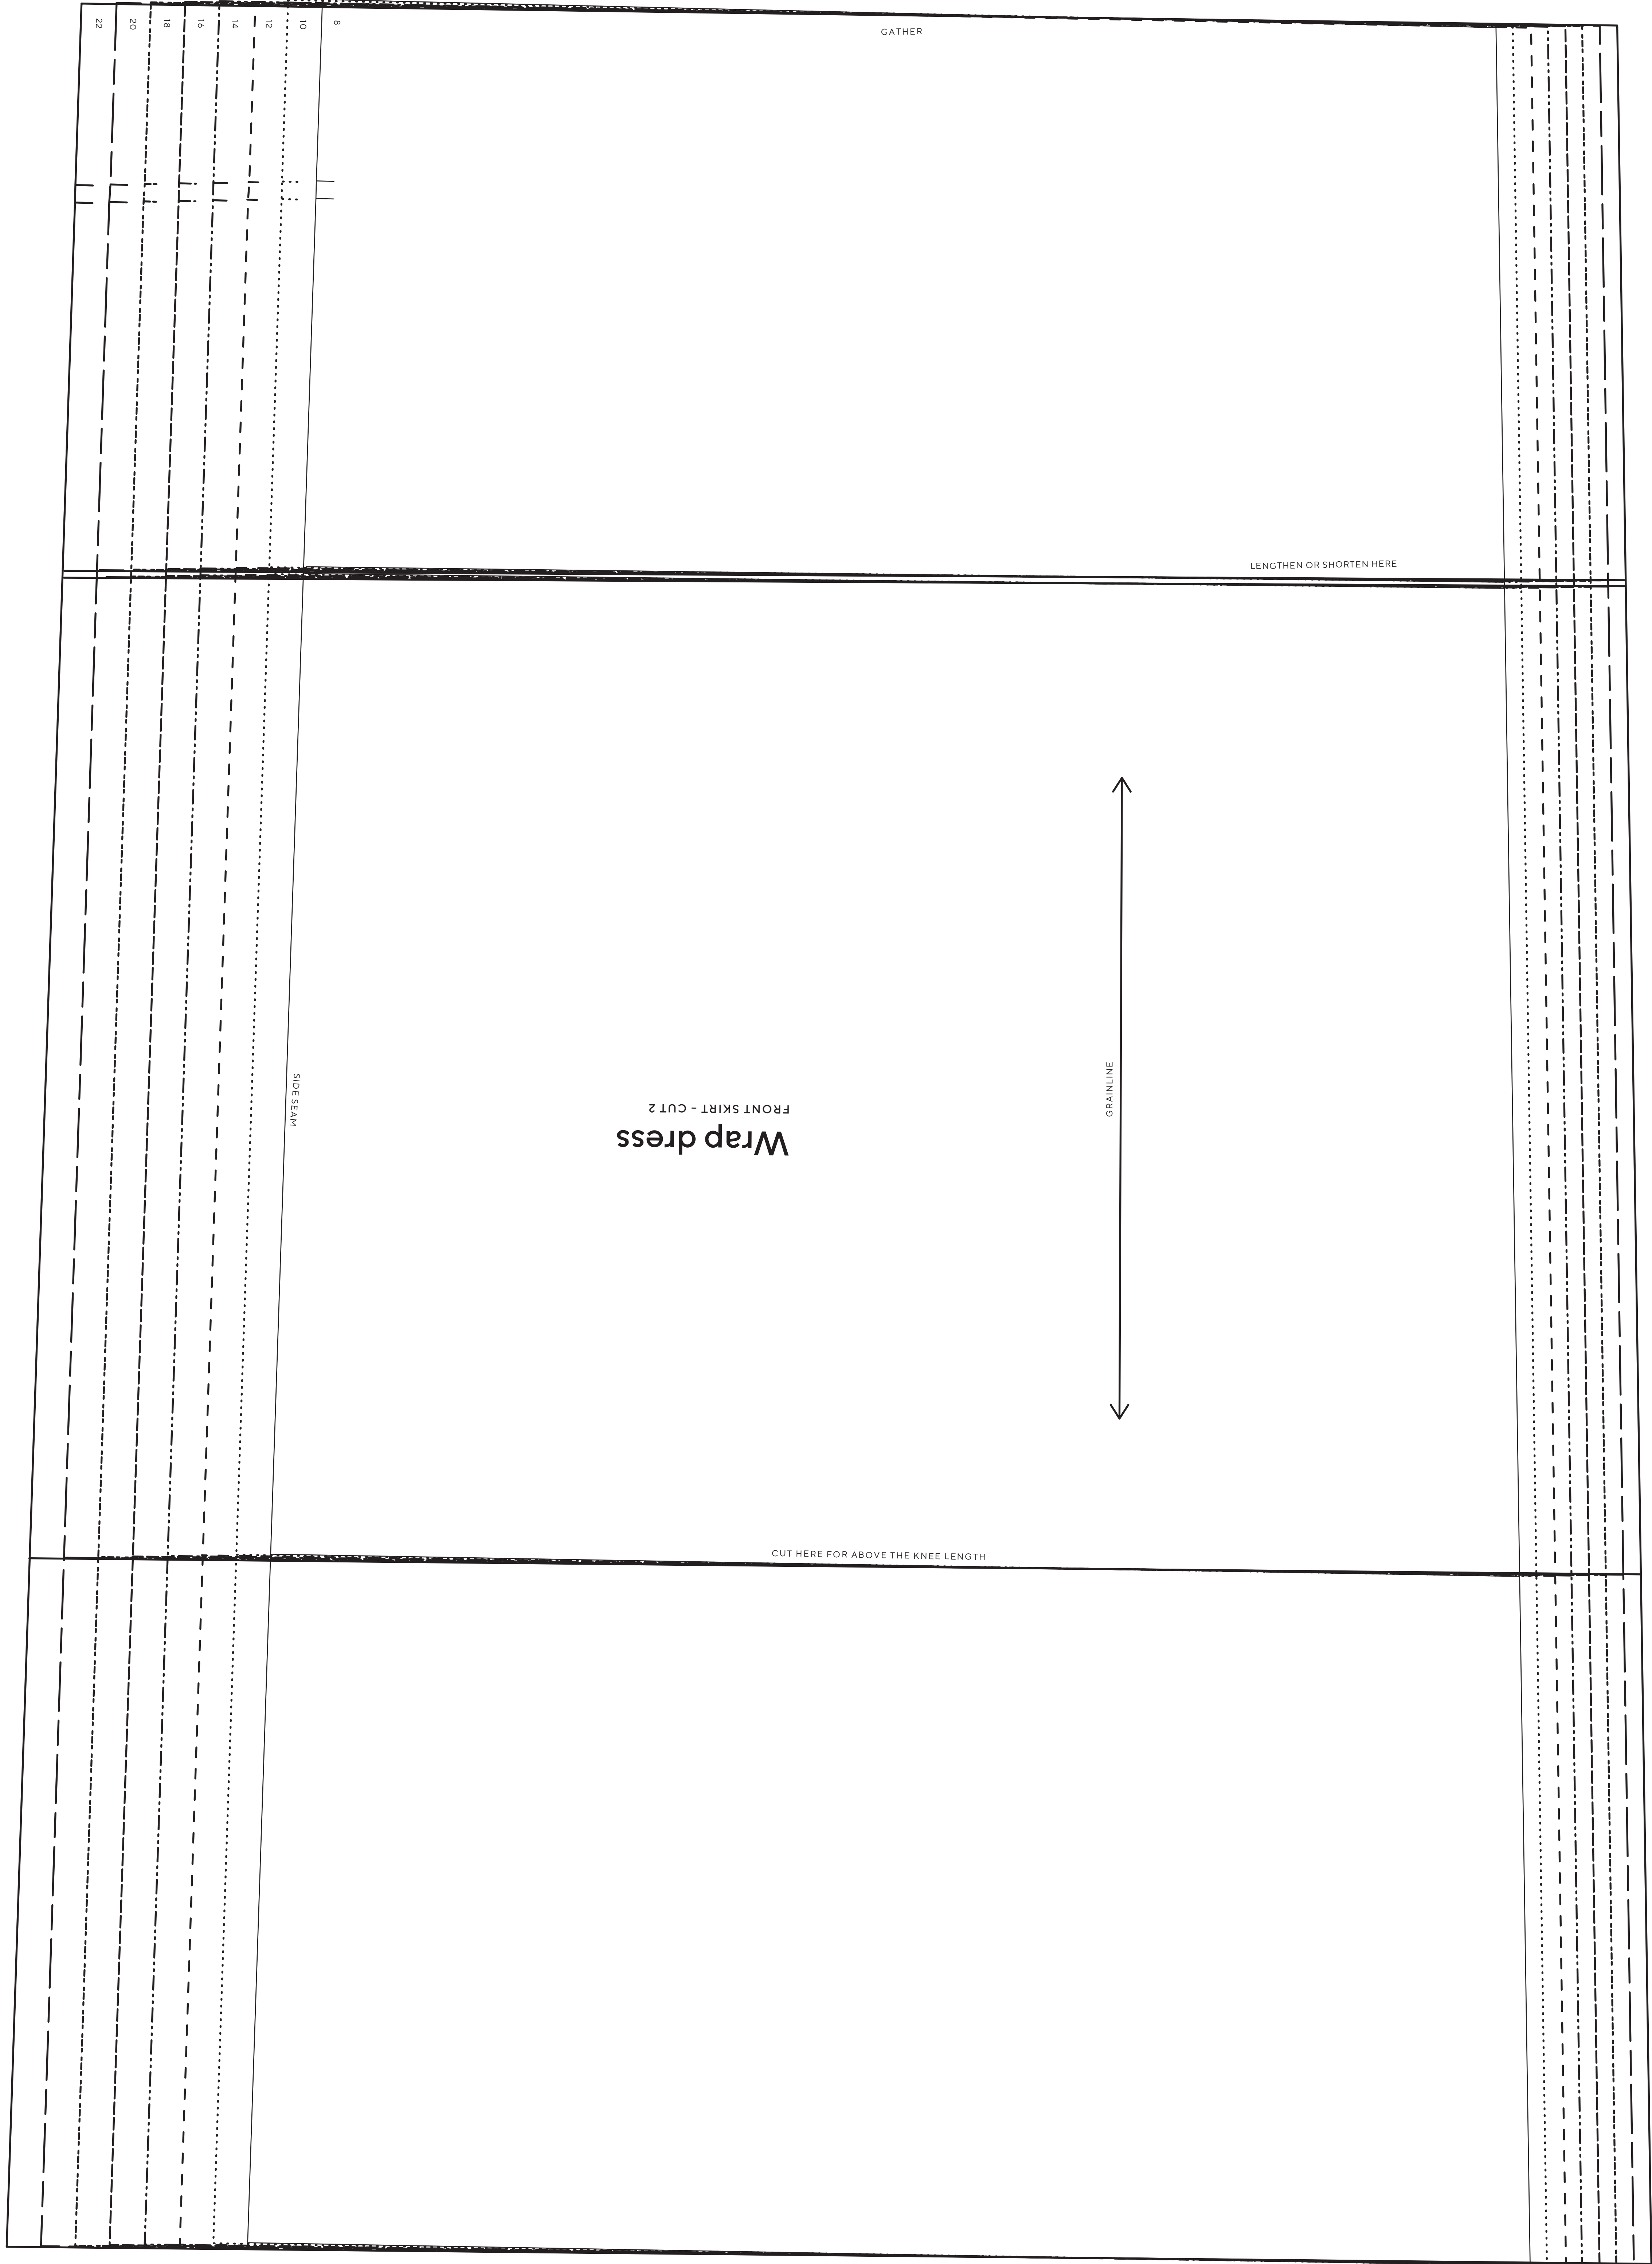 22
20
18
16
14
12
10
8
GATHER
LENGTHEN OR SHORTEN HERE
SIDE SEAM
Wrap dress
FRONT SKIRT - CUT 2
GRAINLINE
CUT HERE FOR ABOVE THE KNEE LENGTH